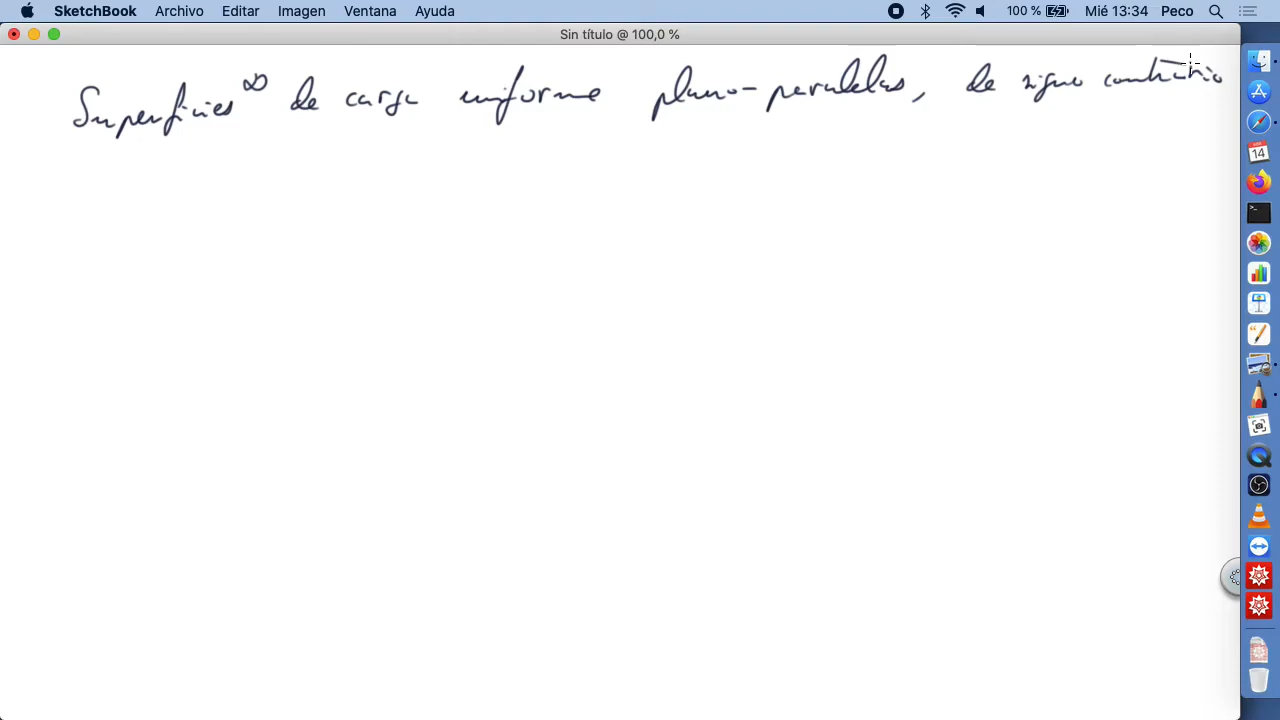 SketchBook Archivo Editar Imagen Ventana Ayuda 100 % Mié 13:34 Peco
Sin título @ 100,0 %
Superficies ∞ de carga uniforme plano-paralelas, de signo contrario
14